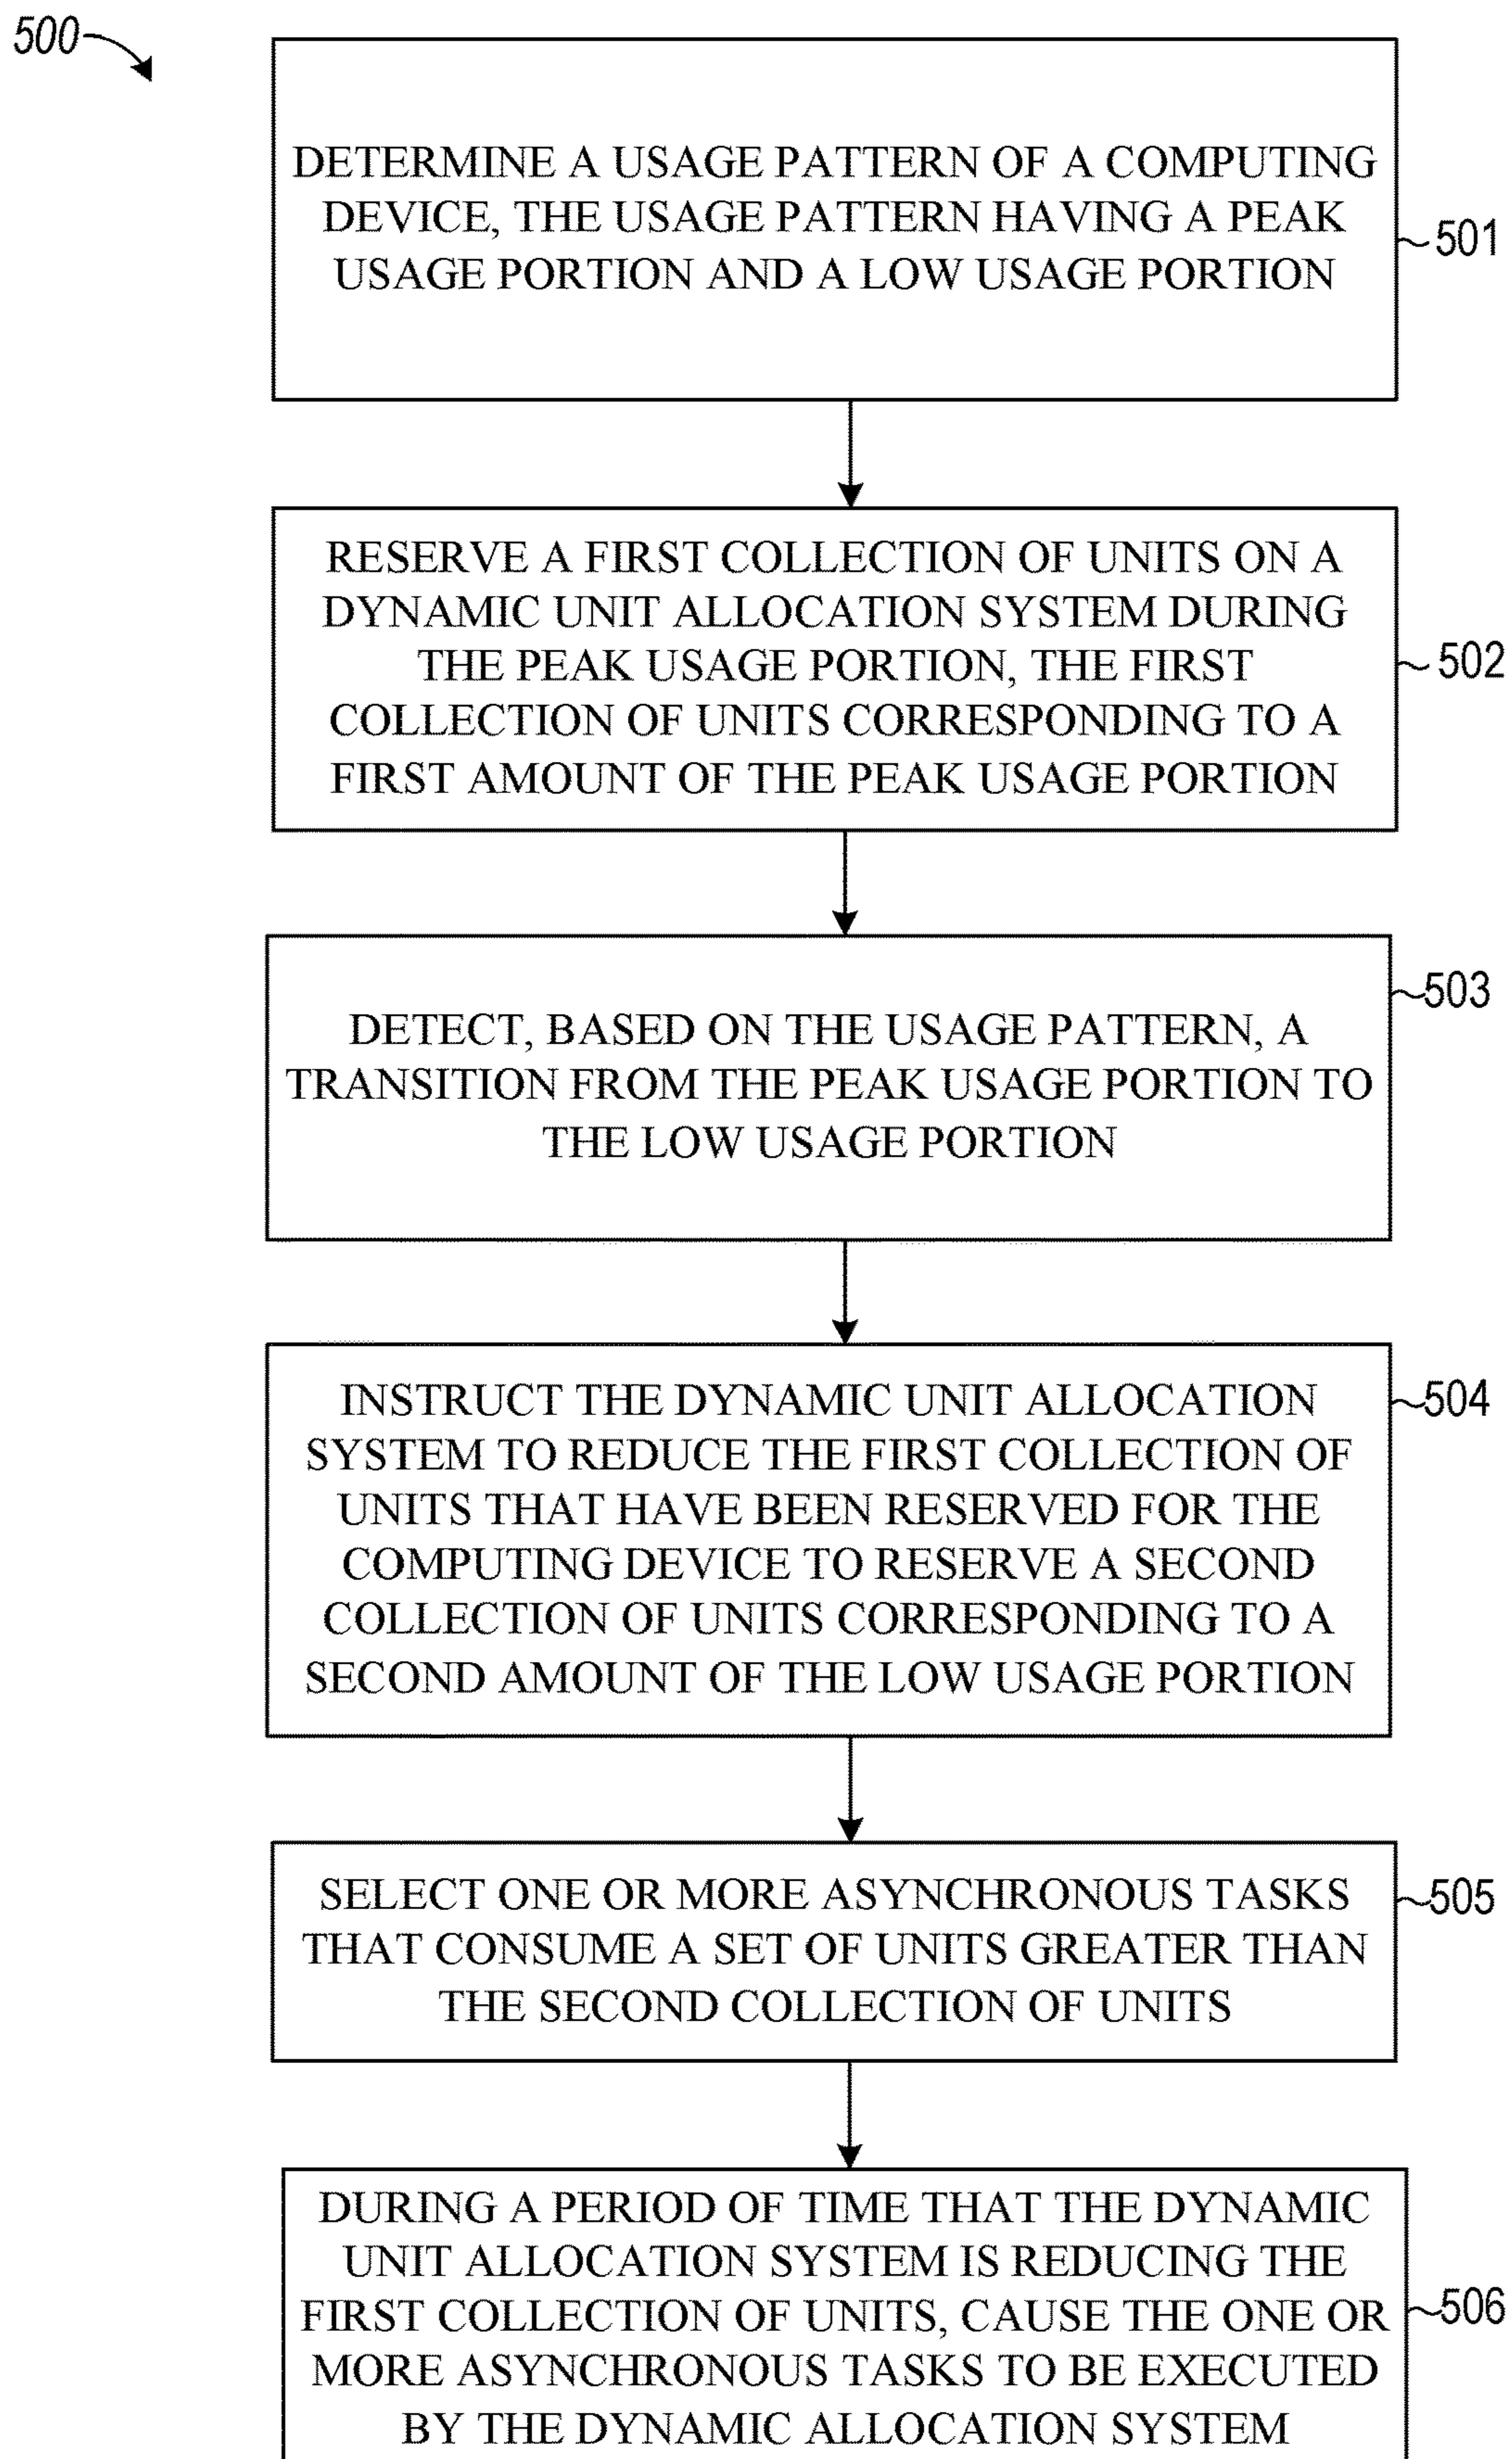 500
DETERMINE A USAGE PATTERN OF A COMPUTING
DEVICE, THE USAGE PATTERN HAVING A PEAK
USAGE PORTION AND A LOW USAGE PORTION
501
RESERVE A FIRST COLLECTION OF UNITS ON A
DYNAMIC UNIT ALLOCATION SYSTEM DURING
THE PEAK USAGE PORTION, THE FIRST
COLLECTION OF UNITS CORRESPONDING TO A
FIRST AMOUNT OF THE PEAK USAGE PORTION
502
DETECT, BASED ON THE USAGE PATTERN, A
TRANSITION FROM THE PEAK USAGE PORTION TO
THE LOW USAGE PORTION
503
INSTRUCT THE DYNAMIC UNIT ALLOCATION
SYSTEM TO REDUCE THE FIRST COLLECTION OF
UNITS THAT HAVE BEEN RESERVED FOR THE
COMPUTING DEVICE TO RESERVE A SECOND
COLLECTION OF UNITS CORRESPONDING TO A
SECOND AMOUNT OF THE LOW USAGE PORTION
504
SELECT ONE OR MORE ASYNCHRONOUS TASKS
THAT CONSUME A SET OF UNITS GREATER THAN
THE SECOND COLLECTION OF UNITS
505
DURING A PERIOD OF TIME THAT THE DYNAMIC
UNIT ALLOCATION SYSTEM IS REDUCING THE
FIRST COLLECTION OF UNITS, CAUSE THE ONE OR
MORE ASYNCHRONOUS TASKS TO BE EXECUTED
BY THE DYNAMIC ALLOCATION SYSTEM
506